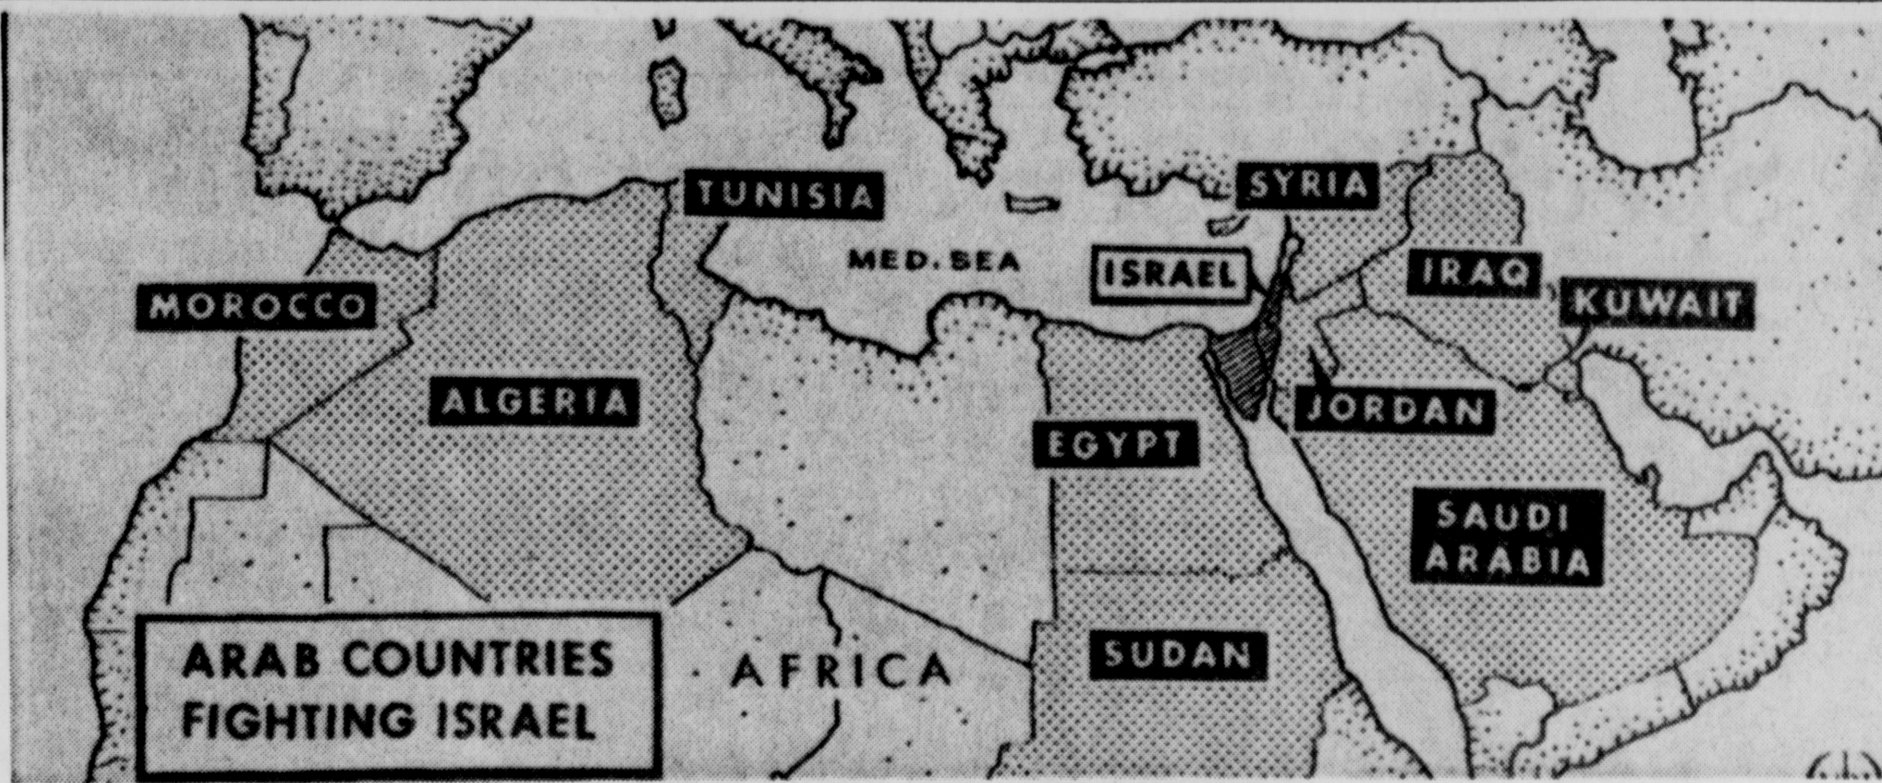 TUNISIA
SYRIA
MED. SEA
ISRAEL
IRAQ
MOROCCO
KUWAIT
ALGERIA
JORDAN
EGYPT
SAUDI
ARABIA
SUDAN
AFRICA
ARAB COUNTRIES
FIGHTING ISRAEL